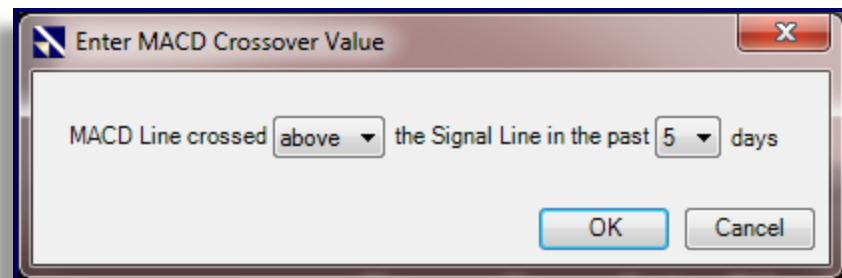 Enter MACD Crossover Value
MACD Line crossed above the Signal Line in the past 5 days
OK Cancel